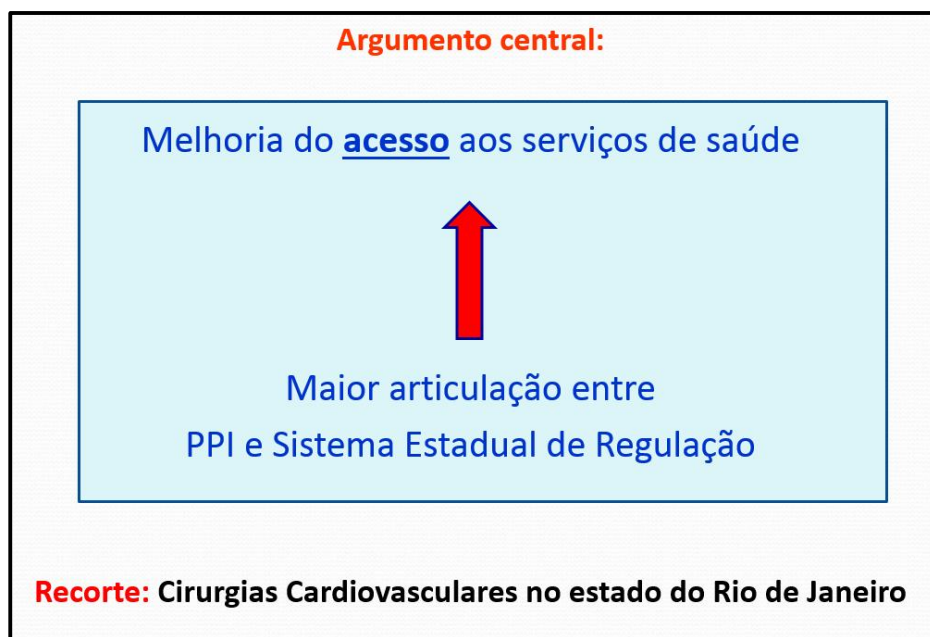 Argumento central:
Melhoria do acesso aos serviços de saúde
Maior articulação entre
PPI e Sistema Estadual de Regulação
Recorte: Cirurgias Cardiovasculares no estado do Rio de Janeiro